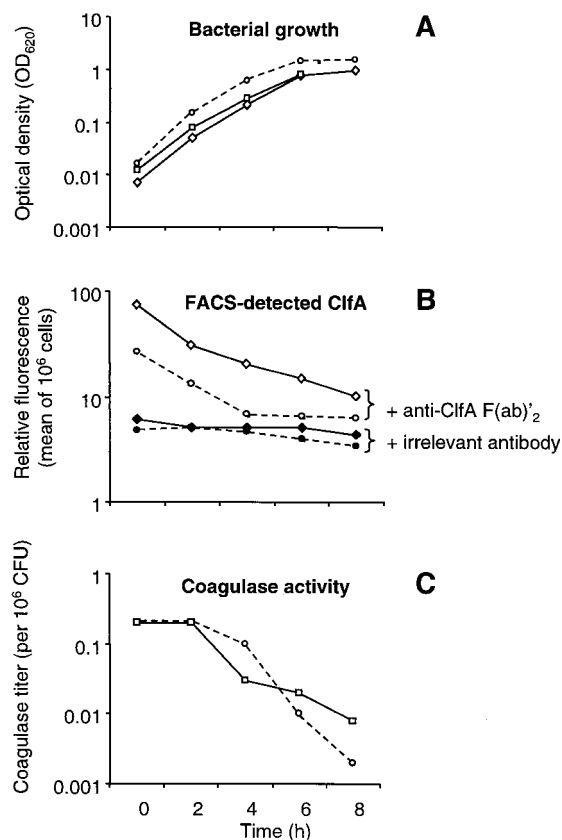 Bacterial growth
A
Optical density (OD620)
10
1
0.1
0.01
0.001
FACS-detected ClfA
B
Relative fluorescence
(mean of 10⁶ cells)
100
10
1
+ anti-ClfA F(ab)'₂
+ irrelevant antibody
Coagulase activity
C
Coagulase titer (per 10⁶ CFU)
1
0.1
0.01
0.001
0 2 4 6 8
Time (h)